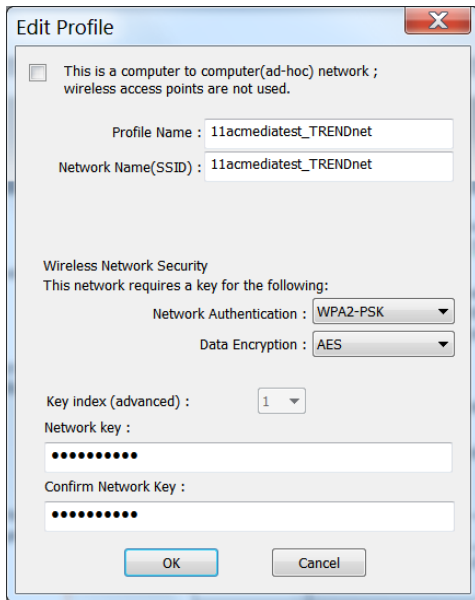 Edit Profile
This is a computer to computer(ad-hoc) network ;
wireless access points are not used.
Profile Name : 11acmediatest_TRENDnet
Network Name(SSID) : 11acmediatest_TRENDnet
Wireless Network Security
This network requires a key for the following:
Network Authentication : WPA2-PSK
Data Encryption : AES
Key index (advanced) : 1
Network key :
••••••••••
Confirm Network Key :
••••••••••
OK Cancel